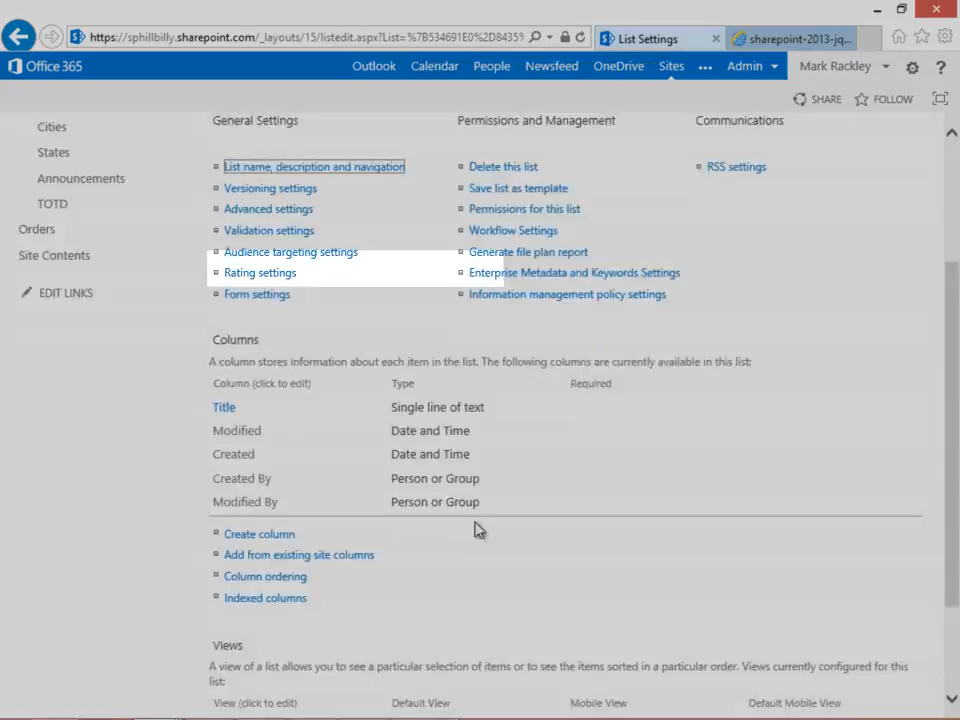 https://sphillbilly.sharepoint.com/_layouts/15/listedit.aspx?List=%7B534691E0%2D8435% List Settings sharepoint-2013-jq...
Office 365 Outlook Calendar People Newsfeed OneDrive Sites ••• Admin Mark Rackley ?
SHARE FOLLOW
Cities General Settings Permissions and Management Communications
States List name, description and navigation Delete this list RSS settings
Announcements Versioning settings Save list as template
TOTD Advanced settings Permissions for this list
Orders Validation settings Workflow Settings
Site Contents Audience targeting settings Generate file plan report
Rating settings Enterprise Metadata and Keywords Settings
EDIT LINKS Form settings Information management policy settings
Columns
A column stores information about each item in the list. The following columns are currently available in this list:
Column (click to edit) Type Required
Title Single line of text
Modified Date and Time
Created Date and Time
Created By Person or Group
Modified By Person or Group
Create column
Add from existing site columns
Column ordering
Indexed columns
Views
A view of a list allows you to see a particular selection of items or to see the items sorted in a particular order. Views currently configured for this
list:
View (click to edit) Default View Mobile View Default Mobile View